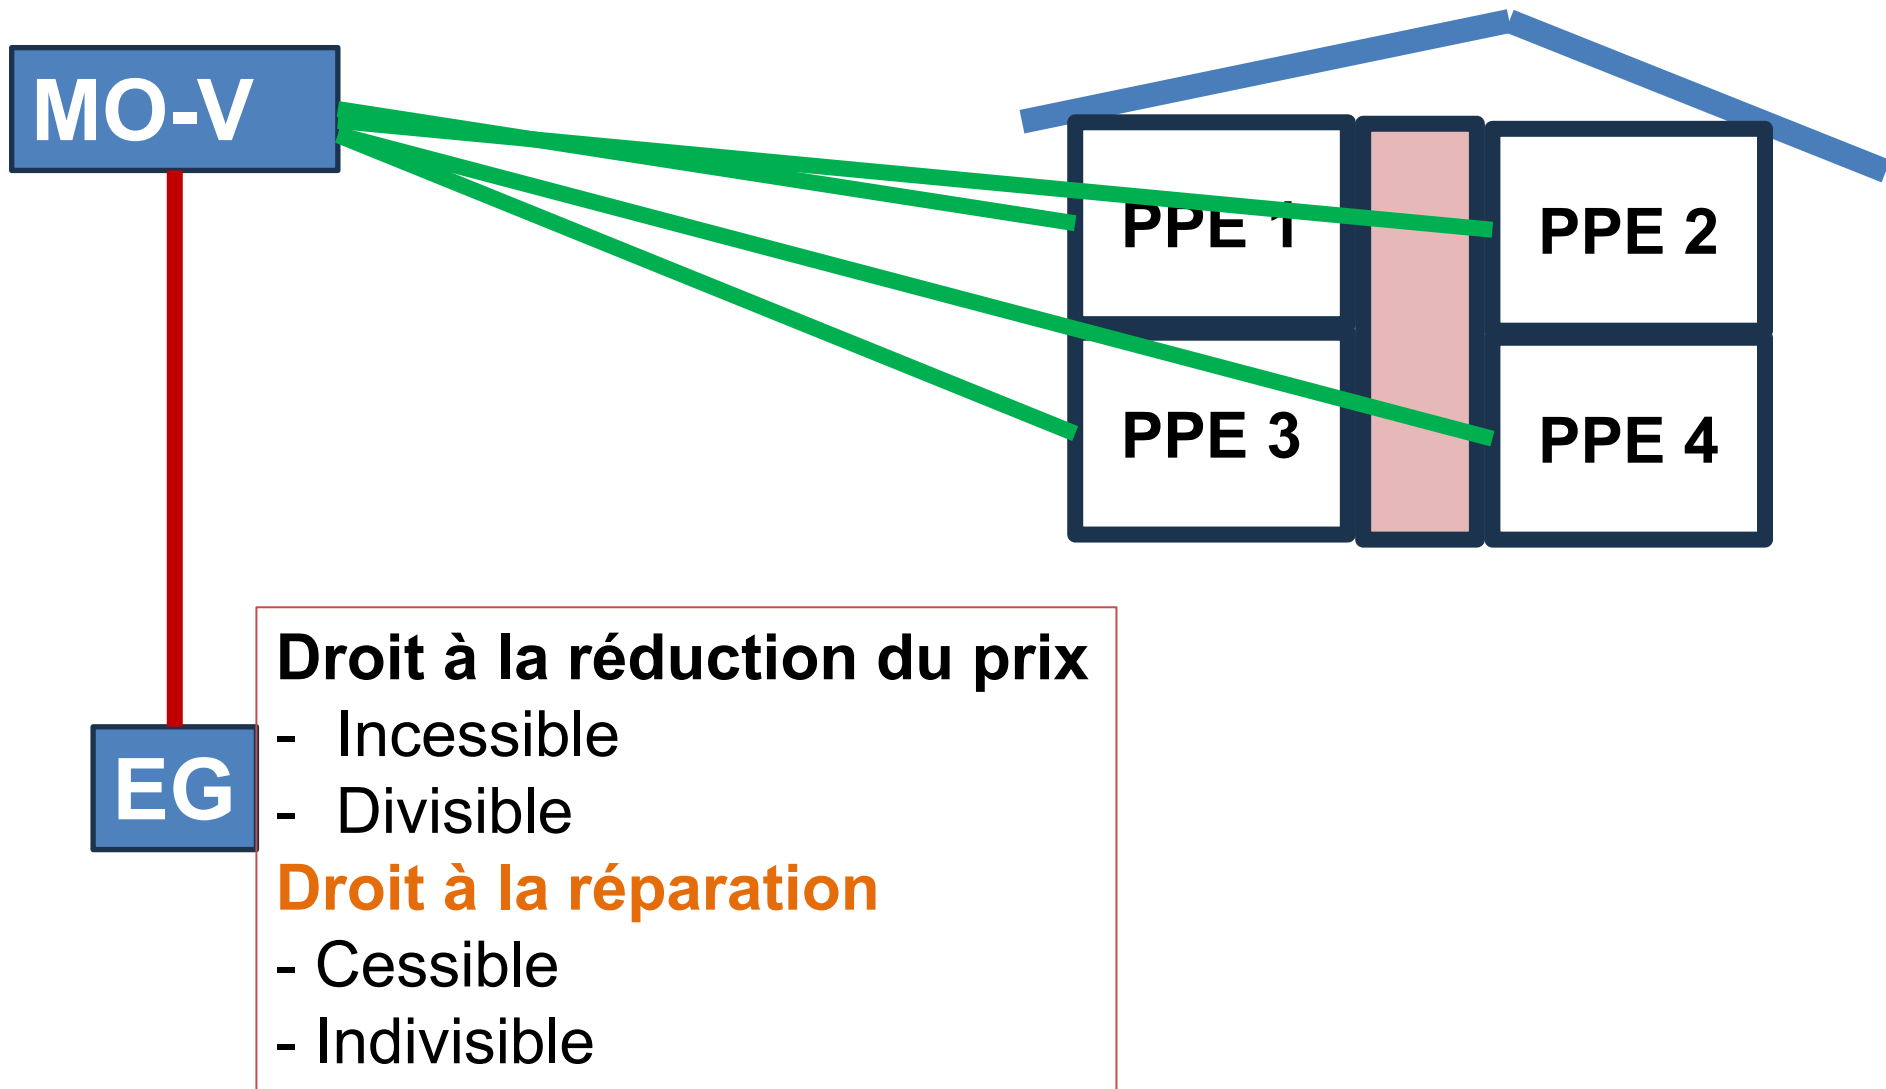 MO-V
PPE 1
PPE 2
PPE 3
PPE 4
EG
Droit à la réduction du prix
- Incessible
- Divisible
Droit à la réparation
- Cessible
- Indivisible